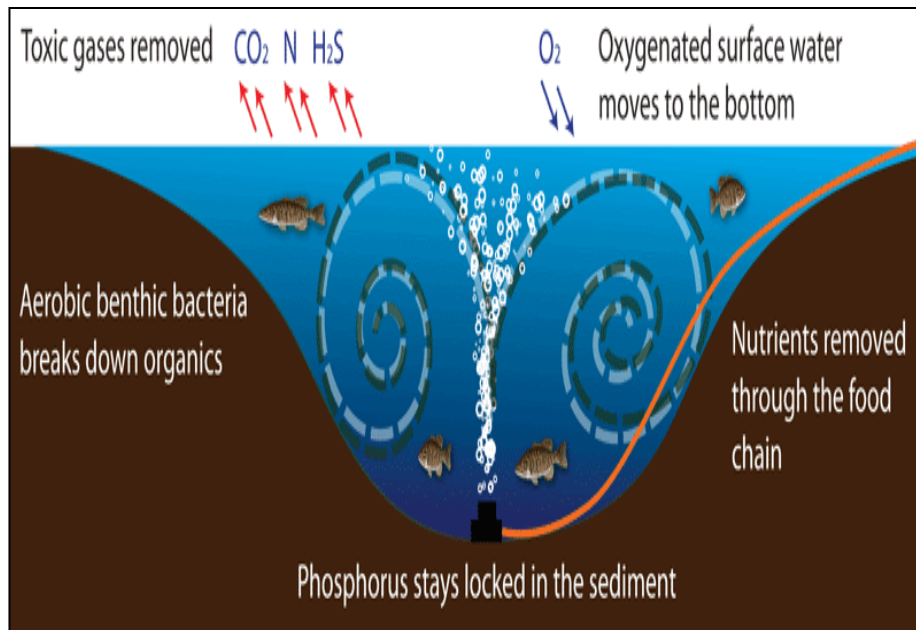 Toxic gases removed CO₂ N H₂S
O₂ Oxygenated surface water
moves to the bottom
Aerobic benthic bacteria
breaks down organics
Nutrients removed
through the food
chain
Phosphorus stays locked in the sediment